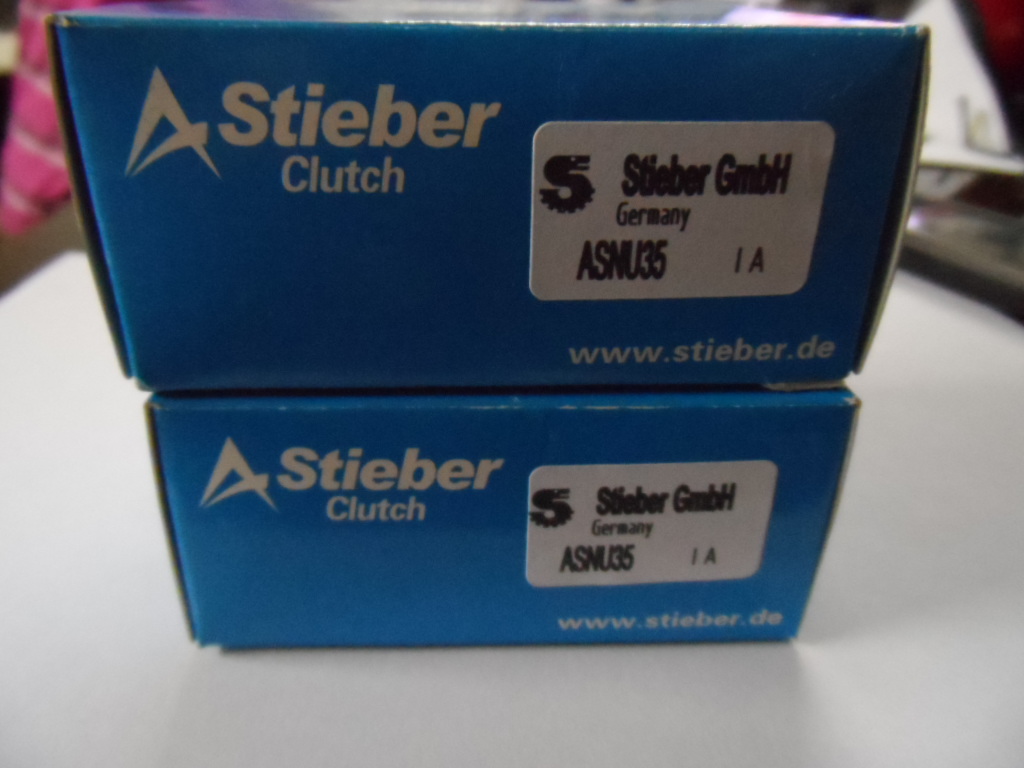 Stieber
Clutch
Stieber GmbH
Germany
ASNU35 I A
www.stieber.de
Stieber
Clutch
Stieber GmbH
Germany
ASNU35 I A
www.stieber.de